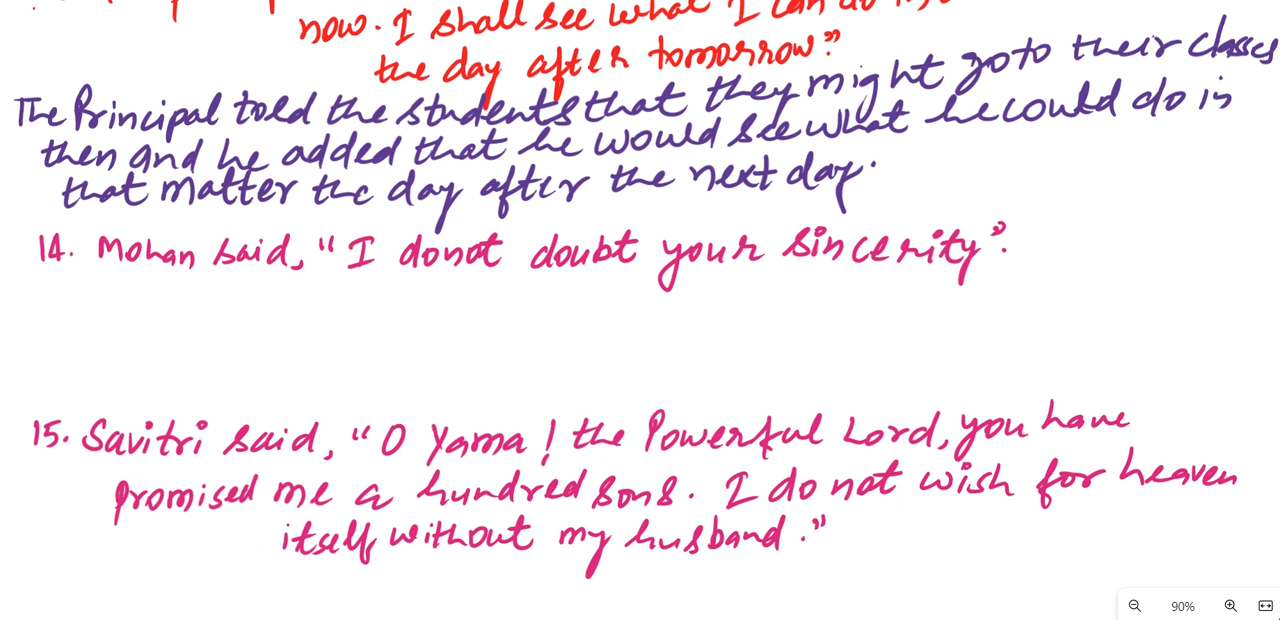 now. I shall see what I can do
the day after tomorrow."
The Principal told the students that they might go to their classes
then and he added that he would see what he could do in
that matter the day after the next day.
14. Mohan said, "I donot doubt your sincerity".
15. Savitri said, "O Yama! the Powerful Lord, you have
promised me a hundred sons. I do not wish for heaven
itself without my husband."
90%